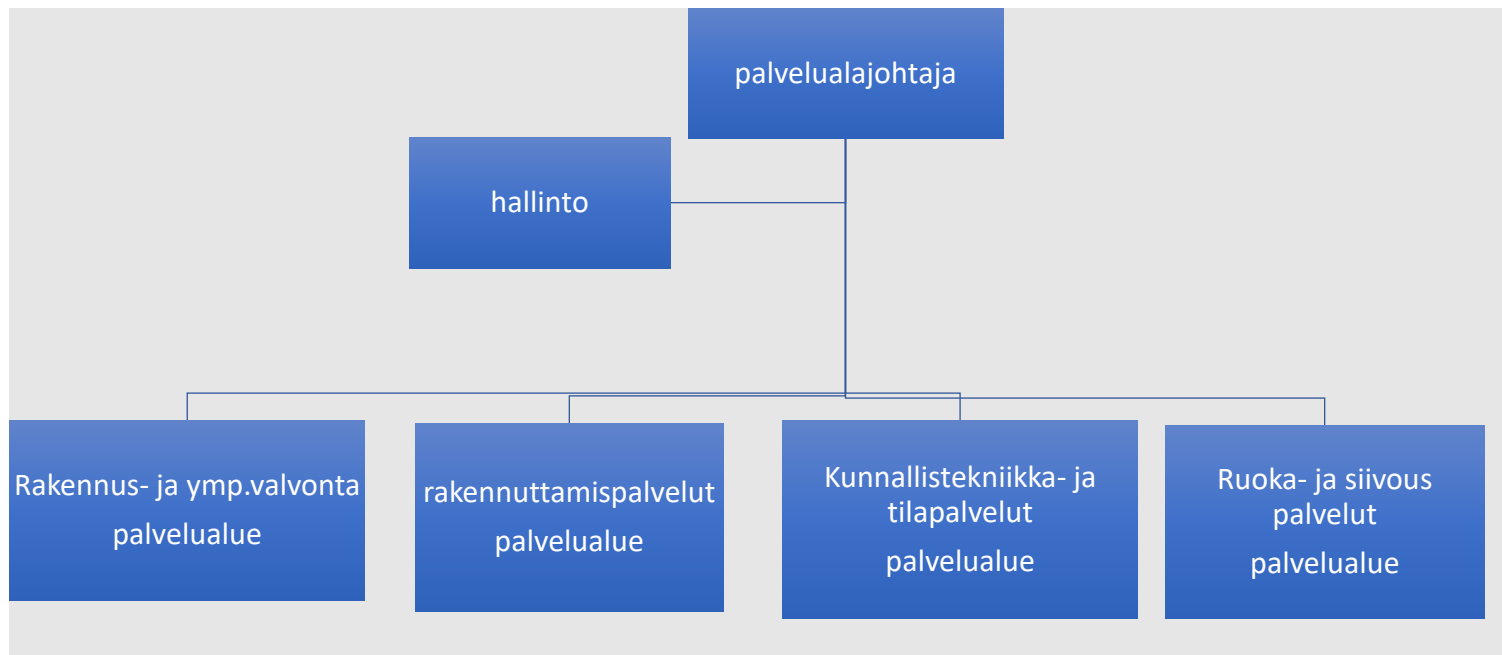 palvelualajohtaja
hallinto
Rakennus- ja ymp.valvonta
palvelualue
rakennuttamispalvelut
palvelualue
Kunnallistekniikka- ja
tilapalvelut
palvelualue
Ruoka- ja siivous
palvelut
palvelualue